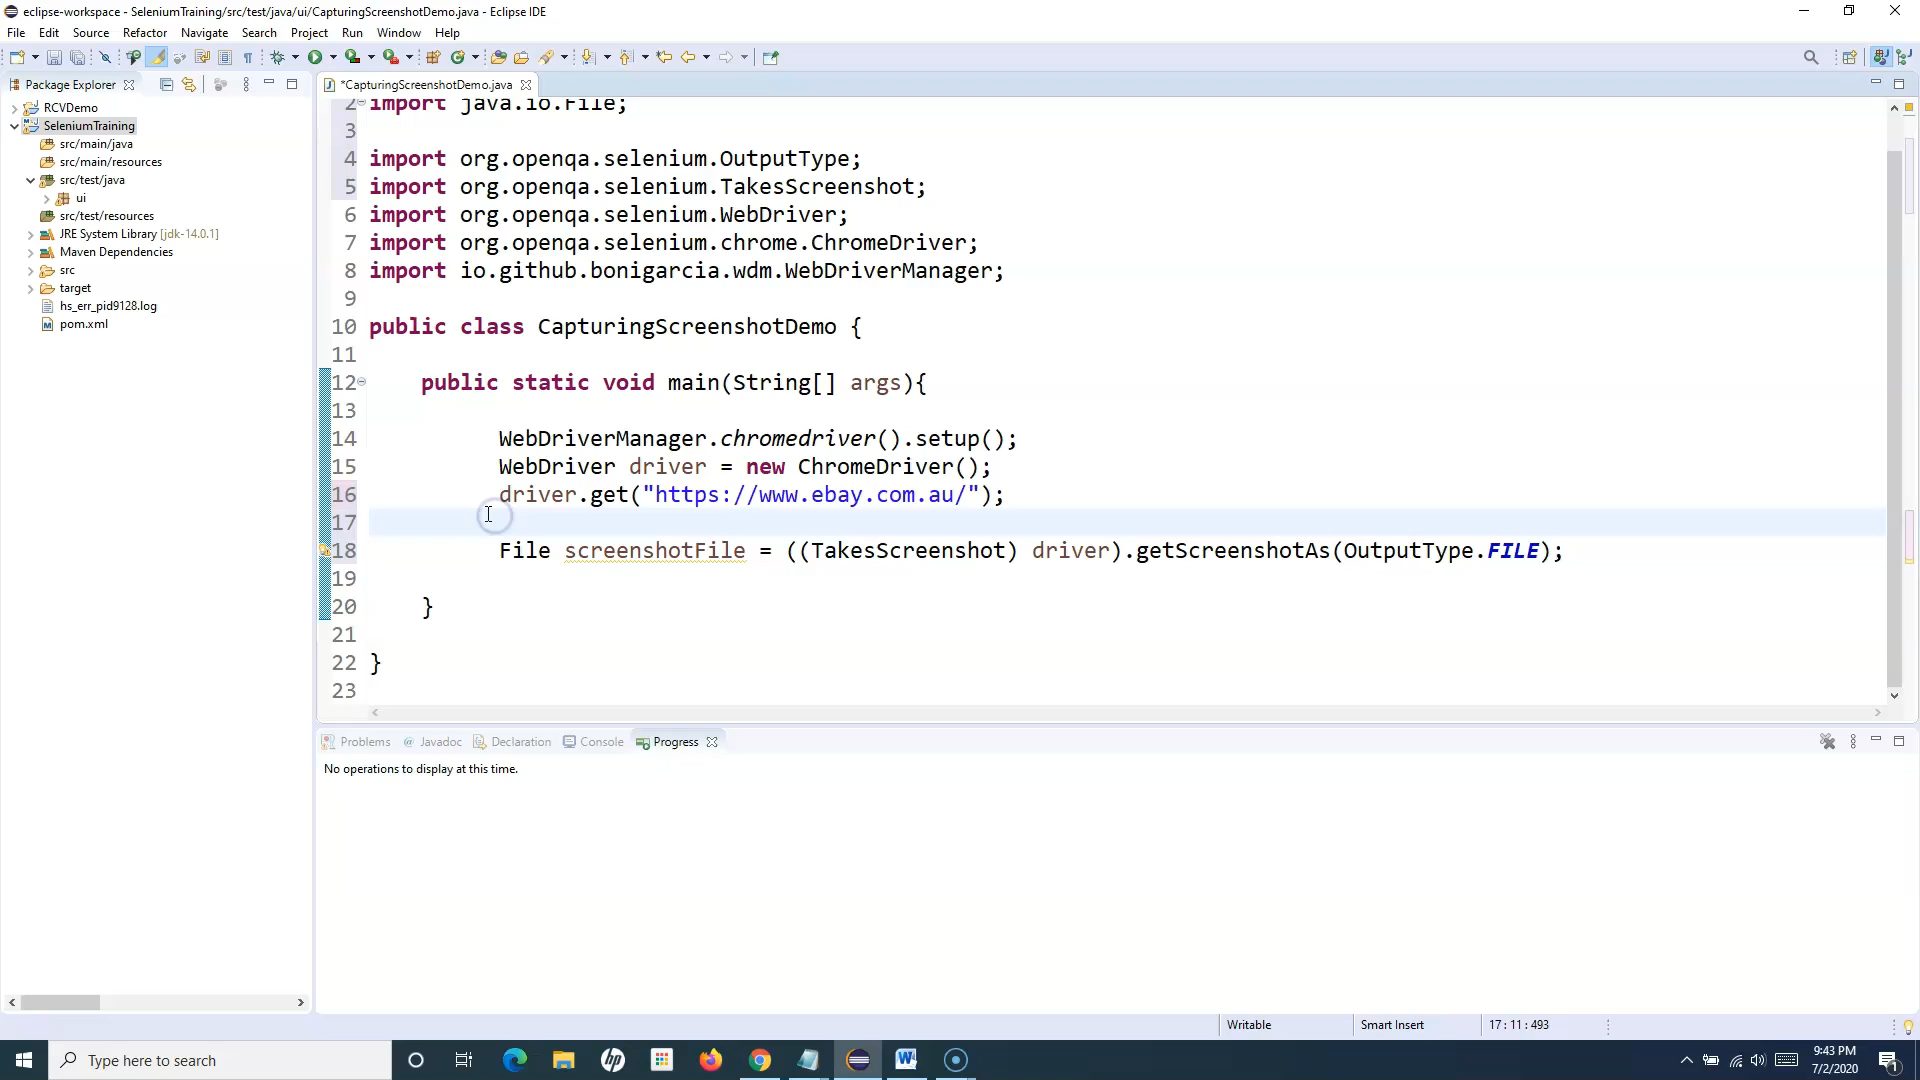 eclipse-workspace - SeleniumTraining/src/test/java/ui/CapturingScreenshotDemo.java - Eclipse IDE
File Edit Source Refactor Navigate Search Project Run Window Help
Package Explorer
*CapturingScreenshotDemo.java
RCVDemo
SeleniumTraining
src/main/java
src/main/resources
src/test/java
ui
src/test/resources
JRE System Library [jdk-14.0.1]
Maven Dependencies
src
target
hs_err_pid9128.log
pom.xml
2 import java.io.File;
3
4 import org.openqa.selenium.OutputType;
5 import org.openqa.selenium.TakesScreenshot;
6 import org.openqa.selenium.WebDriver;
7 import org.openqa.selenium.chrome.ChromeDriver;
8 import io.github.bonigarcia.wdm.WebDriverManager;
9
10 public class CapturingScreenshotDemo {
11
12 public static void main(String[] args){
13
14 WebDriverManager.chromedriver().setup();
15 WebDriver driver = new ChromeDriver();
16 driver.get("https://www.ebay.com.au/");
17
18 File screenshotFile = ((TakesScreenshot) driver).getScreenshotAs(OutputType.FILE);
19
20 }
21
22 }
23
Problems Javadoc Declaration Console Progress
No operations to display at this time.
Writable Smart Insert 17 : 11 : 493
Type here to search
9:43 PM
7/2/2020